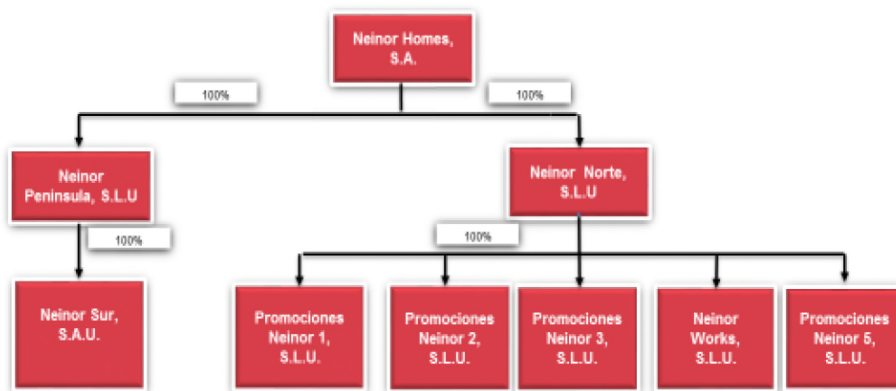 Neinor Homes,
S.A.
100%
100%
Neinor
Peninsula, S.L.U
Neinor Norte,
S.L.U
100%
100%
Neinor Sur,
S.A.U.
Promociones
Neinor 1,
S.L.U.
Promociones
Neinor 2,
S.L.U.
Promociones
Neinor 3,
S.L.U.
Neinor
Works,
S.L.U.
Promociones
Neinor 5,
S.L.U.